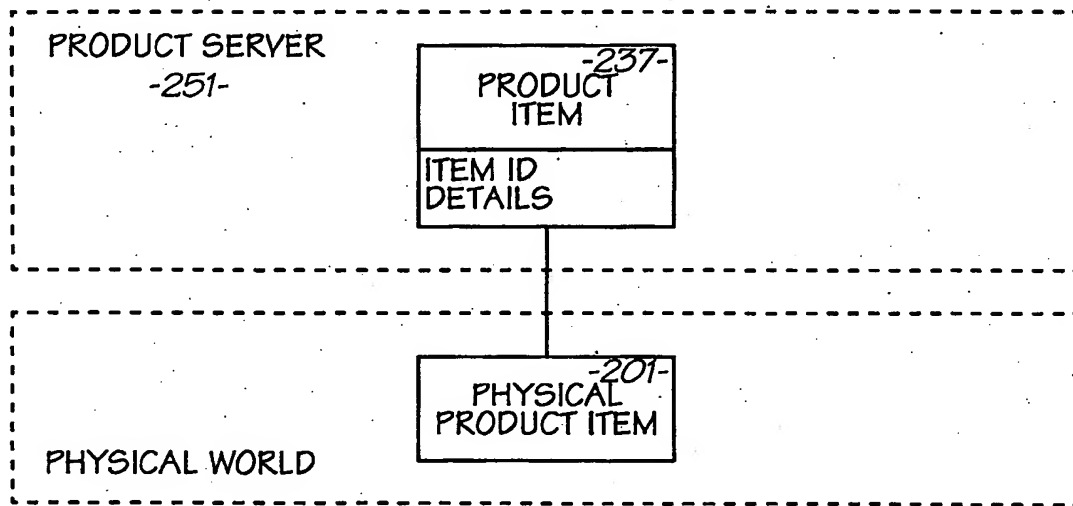 PRODUCT SERVER
-251-
-237-
PRODUCT
ITEM
ITEM ID
DETAILS
-201-
PHYSICAL
PRODUCT ITEM
PHYSICAL WORLD